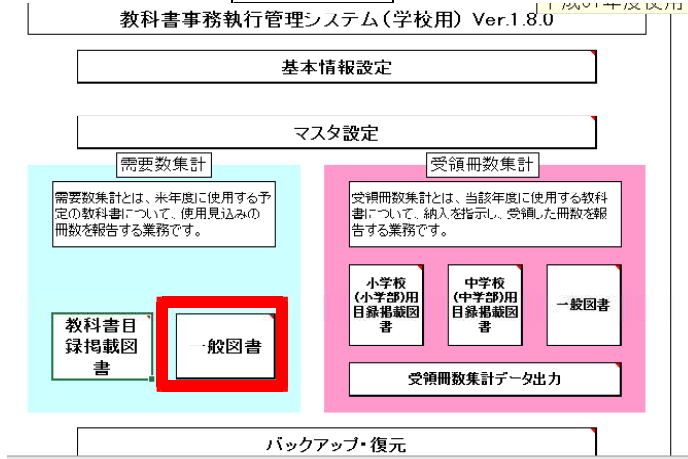 教科書事務執行管理システム(学校用) Ver.1.8.0
基本情報設定
マスタ設定
需要数集計
需要数集計とは、来年度に使用する予
定の教科書について、使用見込みの
冊数を報告する業務です。
教科書目
録掲載図
書
一般図書
受領冊数集計
受領冊数集計とは、当該年度に使用する教科
書について、納入を指示し、受領した冊数を報
告する業務です。
小学校
(小学部)用
目録掲載図
書
中学校
(中学部)用
目録掲載図
書
一般図書
受領冊数集計データ出力
バックアップ・復元